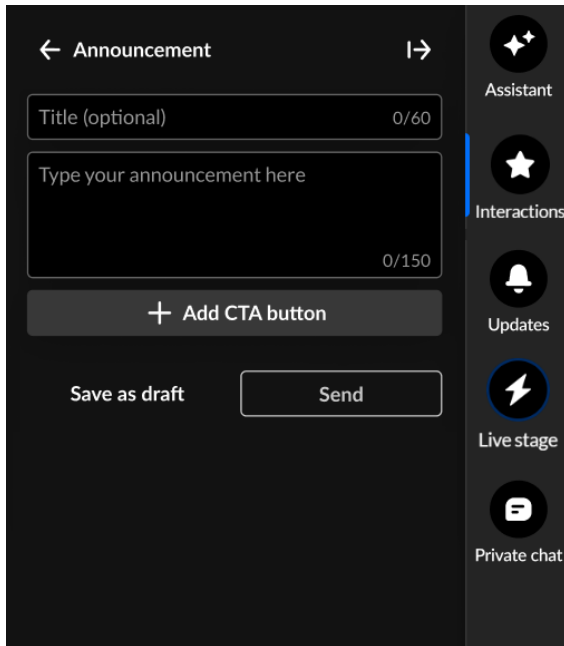 Announcement
Title (optional)
0/60
Type your announcement here
0/150
Add CTA button
Save as draft
Send
Assistant
Interactions
Updates
Live stage
Private chat